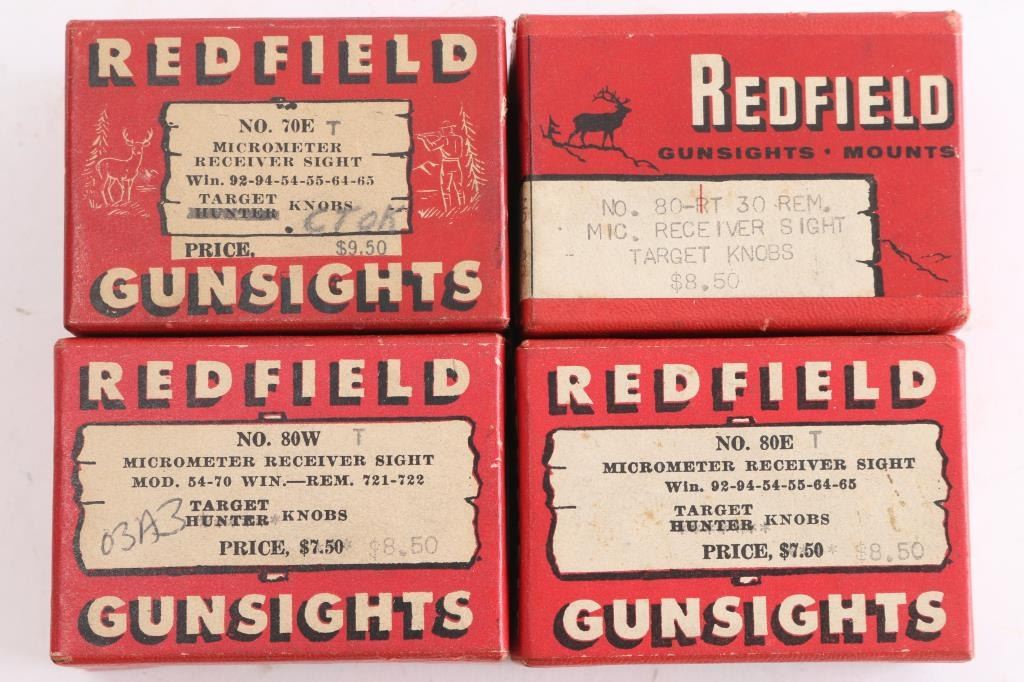 REDFIELD
NO. 70E T
MICROMETER
RECEIVER SIGHT
Win. 92-94-54-55-64-65
TARGET
HUNTER KNOBS
CTOK
PRICE, $9.50
GUNSIGHTS
REDFIELD
GUNSIGHTS · MOUNTS
NO. 80-RT 30 REM.
MIC. RECEIVER SIGHT
TARGET KNOBS
$8.50
REDFIELD
NO. 80W T
MICROMETER RECEIVER SIGHT
MOD. 54-70 WIN.—REM. 721-722
TARGET
HUNTER KNOBS
03A3
PRICE, $7.50 $8.50
GUNSIGHTS
REDFIELD
NO. 80E T
MICROMETER RECEIVER SIGHT
Win. 92-94-54-55-64-65
TARGET
HUNTER KNOBS
PRICE, $7.50 $8.50
GUNSIGHTS